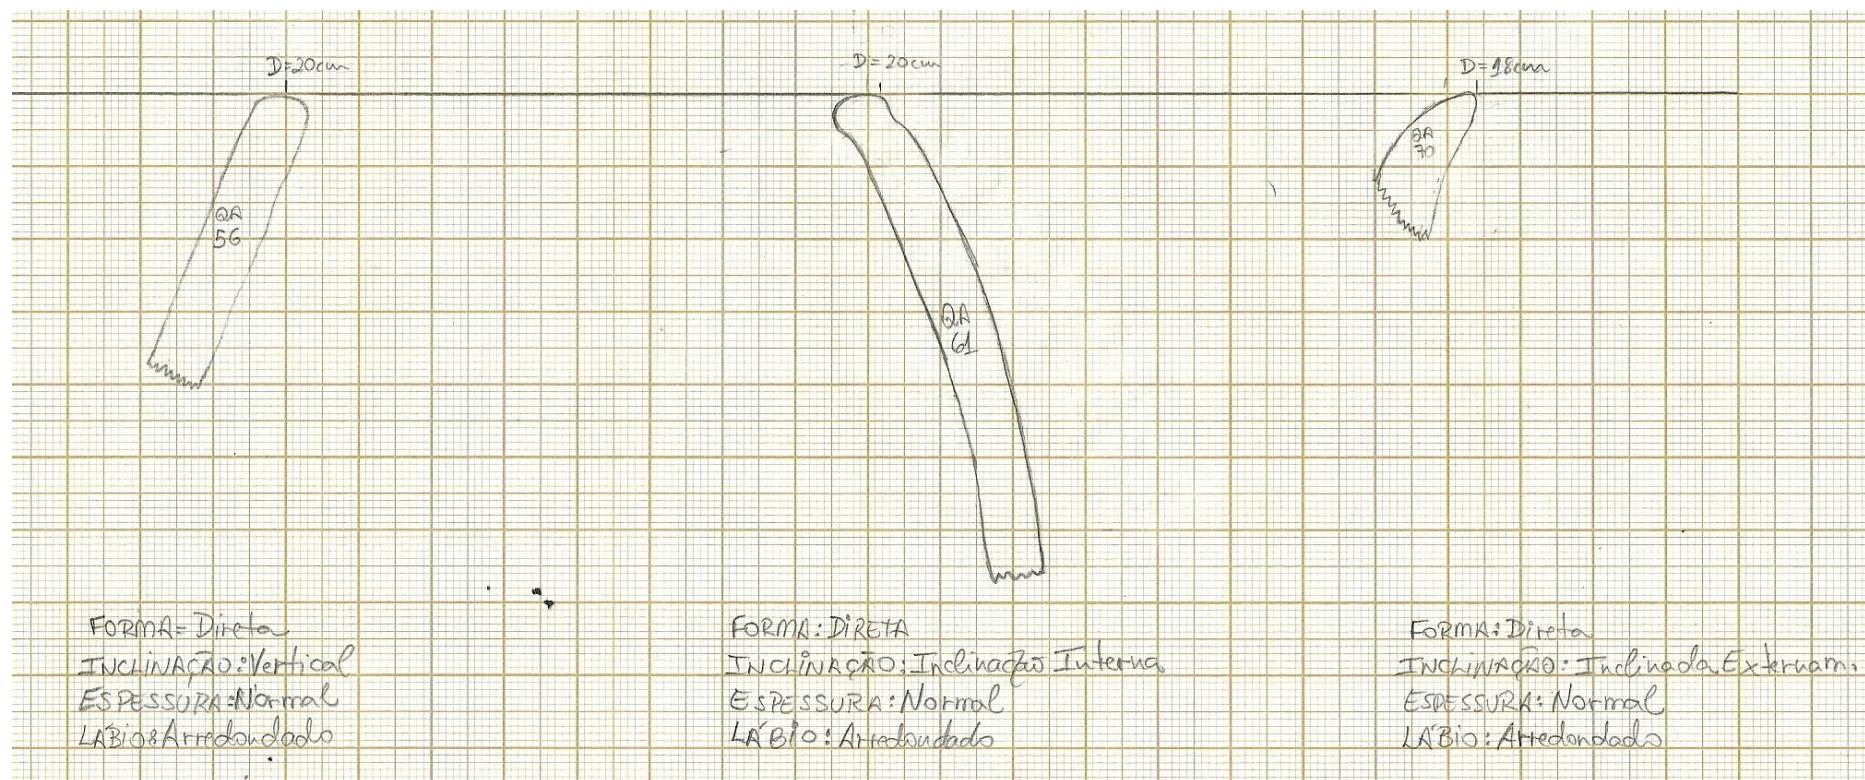 D=20cm
QA
56
FORMA=Direta
INCLINAÇÃO:Vertical
ESPESSURA:Normal
LÁBIO:Arredondado
D=20cm
QA
61
FORMA:DIRETA
INCLINAÇÃO:Inclinação Interna
ESPESSURA:Normal
LÁBIO:Arredondado
D=18cm
QA
70
FORMA:Direta
INCLINAÇÃO:Inclinada Externam.
ESPESSURA:Normal
LÁBIO:Arredondado